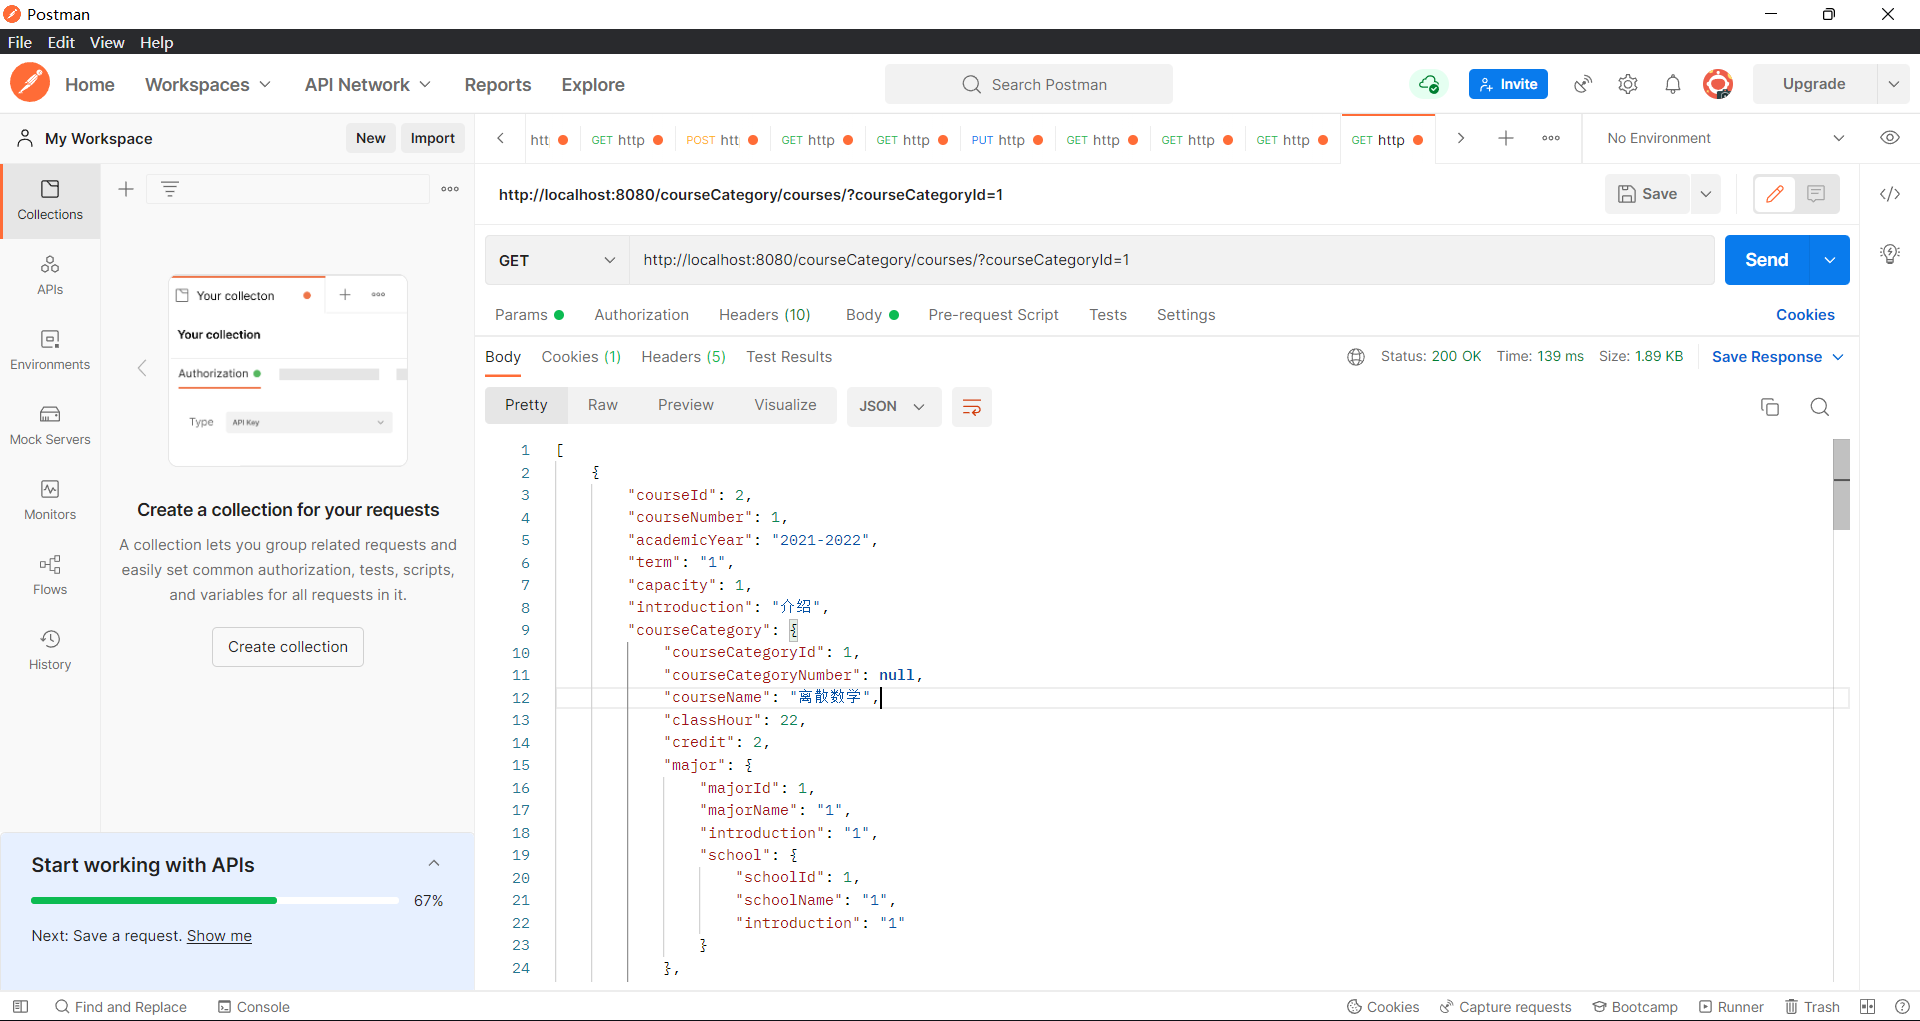 Postman
File Edit View Help
Home Workspaces API Network Reports Explore Search Postman Invite Upgrade
My Workspace New Import
htt GET http POST htt GET http GET http PUT http GET http GET http GET http GET http No Environment
http://localhost:8080/courseCategory/courses/?courseCategoryId=1 Save
GET http://localhost:8080/courseCategory/courses/?courseCategoryId=1 Send
Params Authorization Headers (10) Body Pre-request Script Tests Settings Cookies
Body Cookies (1) Headers (5) Test Results Status: 200 OK Time: 139 ms Size: 1.89 KB Save Response
Pretty Raw Preview Visualize JSON
Collections
APIs
Environments
Mock Servers
Monitors
Flows
History
Your collecton
Your collection
Authorization
Type API Key
Create a collection for your requests
A collection lets you group related requests and
easily set common authorization, tests, scripts,
and variables for all requests in it.
Create collection
Start working with APIs
67%
Next: Save a request. Show me
1 [
2 {
3 "courseId": 2,
4 "courseNumber": 1,
5 "academicYear": "2021-2022",
6 "term": "1",
7 "capacity": 1,
8 "introduction": "介绍",
9 "courseCategory": {
10 "courseCategoryId": 1,
11 "courseCategoryNumber": null,
12 "courseName": "离散数学",
13 "classHour": 22,
14 "credit": 2,
15 "major": {
16 "majorId": 1,
17 "majorName": "1",
18 "introduction": "1",
19 "school": {
20 "schoolId": 1,
21 "schoolName": "1",
22 "introduction": "1"
23 }
24 },
Find and Replace Console Cookies Capture requests Bootcamp Runner Trash